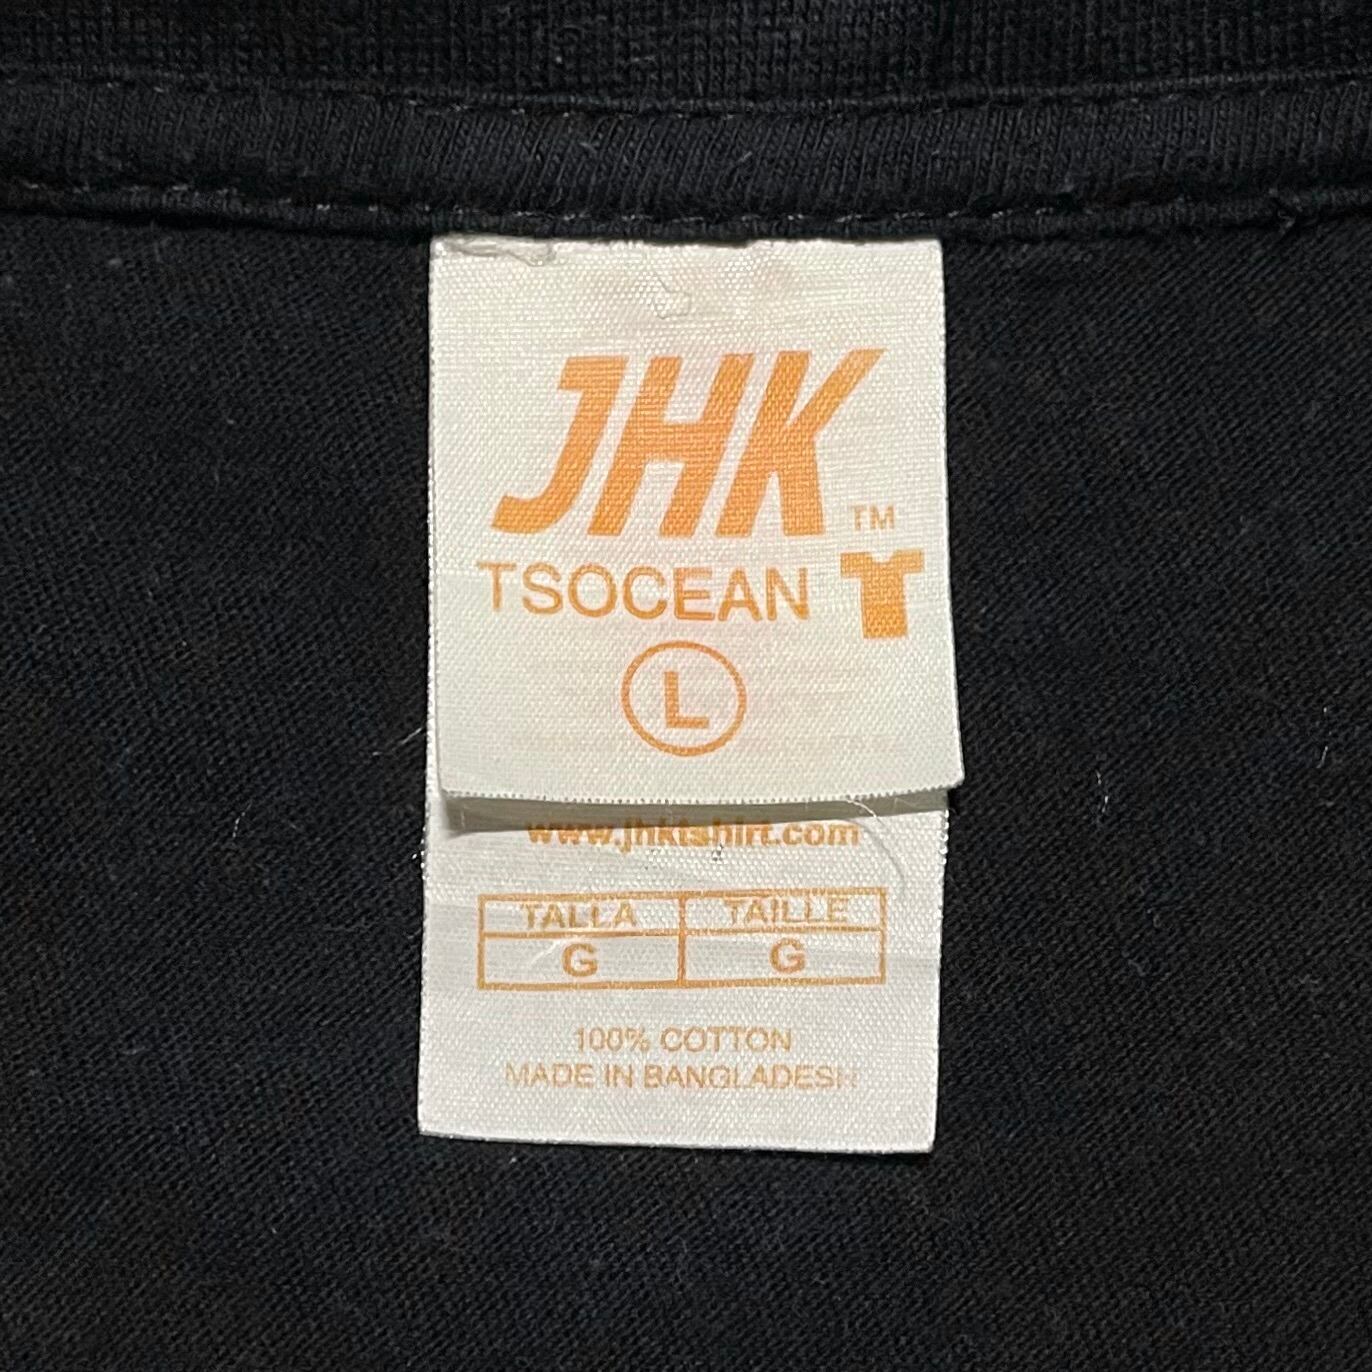 JHK
TM
TSOCEAN
L
www.jhktshirt.com
TALLA TAILLE
G G
100% COTTON
MADE IN BANGLADESH